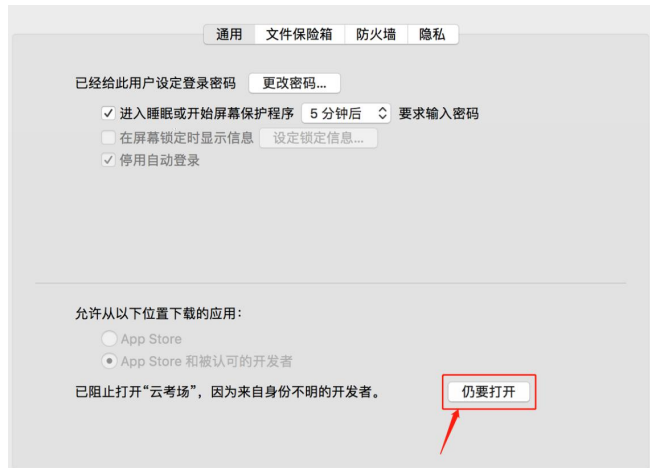 通用 文件保险箱 防火墙 隐私
已经给此用户设定登录密码 更改密码...
进入睡眠或开始屏幕保护程序 5 分钟后 要求输入密码
在屏幕锁定时显示信息 设定锁定信息...
停用自动登录
允许从以下位置下载的应用：
App Store
App Store 和被认可的开发者
已阻止打开“云考场”，因为来自身份不明的开发者。 仍要打开